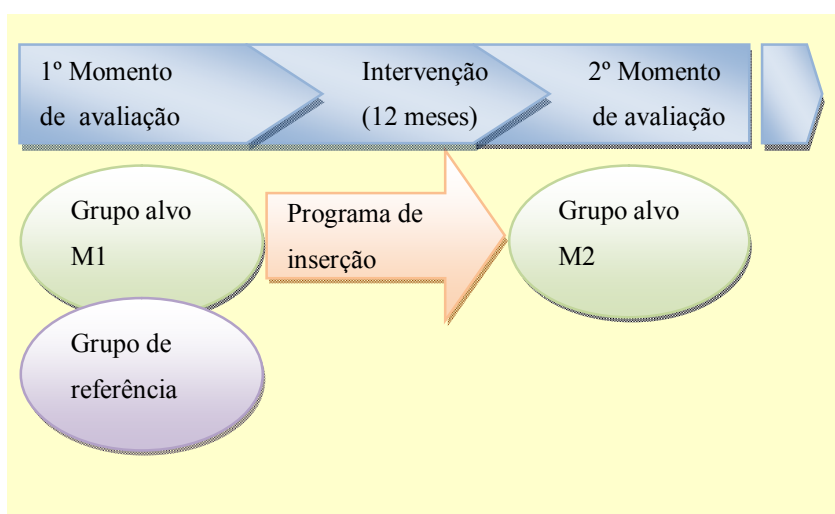 1º Momento
de avaliação
Intervenção
(12 meses)
2º Momento
de avaliação
Grupo alvo
M1
Programa de
inserção
Grupo alvo
M2
Grupo de
referência